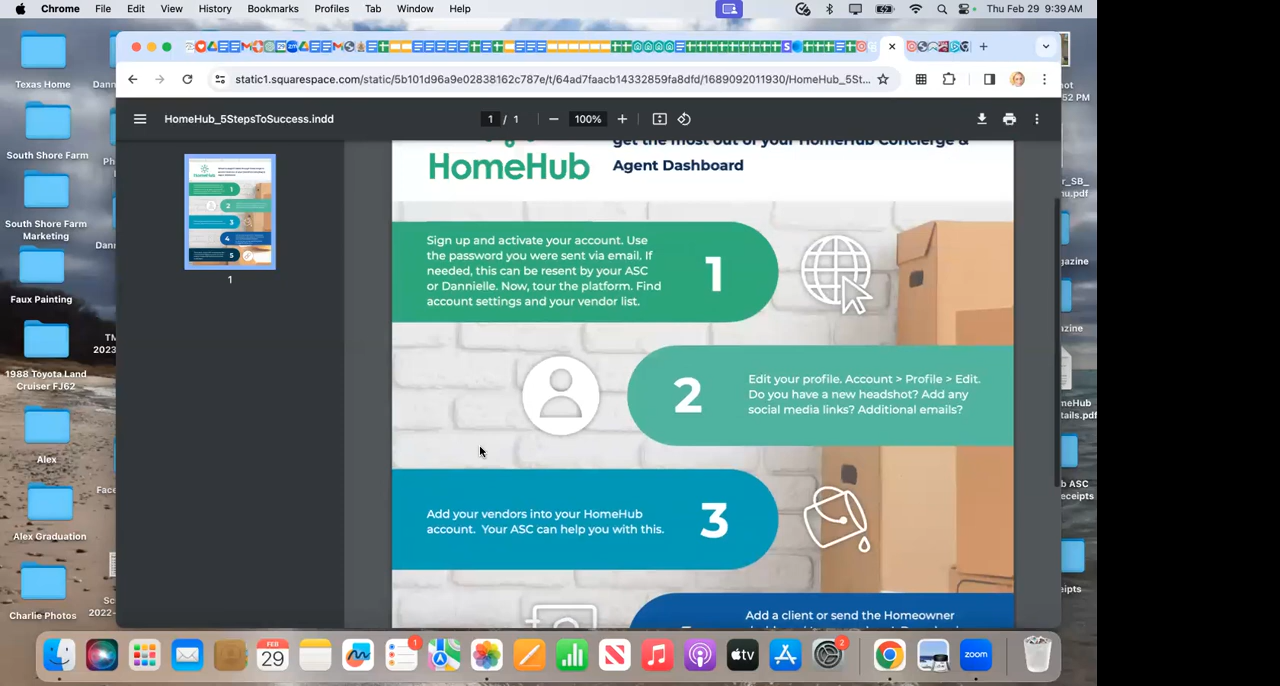 Chrome File Edit View History Bookmarks Profiles Tab Window Help
Thu Feb 29 9:39 AM
static1.squarespace.com/static/5b101d96a9e02838162c787e/t/64ad7faacb14332859fa8dfd/1689092011930/HomeHub_5St...
HomeHub_5StepsToSuccess.indd
1 / 1
100%
get the most out of your HomeHub Concierge &
Agent Dashboard
HomeHub
Sign up and activate your account. Use
the password you were sent via email. If
needed, this can be resent by your ASC
or Dannielle. Now, tour the platform. Find
account settings and your vendor list.
1
2
Edit your profile. Account > Profile > Edit.
Do you have a new headshot? Add any
social media links? Additional emails?
Add your vendors into your HomeHub
account. Your ASC can help you with this.
3
Add a client or send the Homeowner
1
Texas Home
South Shore Farm
South Shore Farm
Marketing
Faux Painting
1988 Toyota Land
Cruiser FJ62
Alex
Alex Graduation
Charlie Photos
FEB
29
1
2
tv
zoom